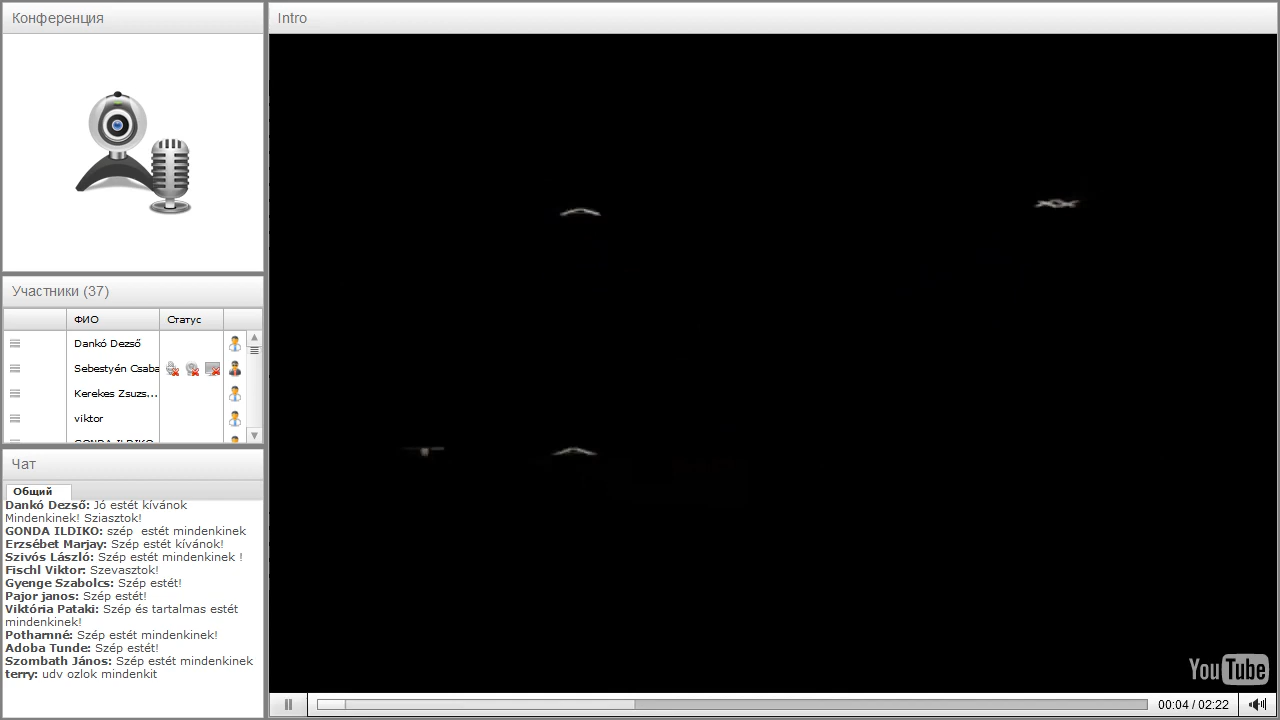 Конференция
Intro
Участники (37)
ФИО
Статус
Dankó Dezső
Sebestyén Csaba
Kerekes Zsuzs...
viktor
GONDA ILDIKO
Чат
Общий
Dankó Dezső: Jó estét kívánok
Mindenkinek! Sziasztok!
GONDA ILDIKO: szép estét mindenkinek
Erzsébet Marjay: Szép estét kívánok!
Szivós László: Szép estét mindenkinek !
Fischl Viktor: Szevasztok!
Gyenge Szabolcs: Szép estét!
Pajor janos: Szép estét!
Viktória Pataki: Szép és tartalmas estét
mindenkinek!
Potharnné: Szép estét mindenkinek!
Adoba Tunde: Szép estét!
Szombath János: Szép estét mindenkinek
terry: udv ozlok mindenkit
YouTube
00:04 / 02:22